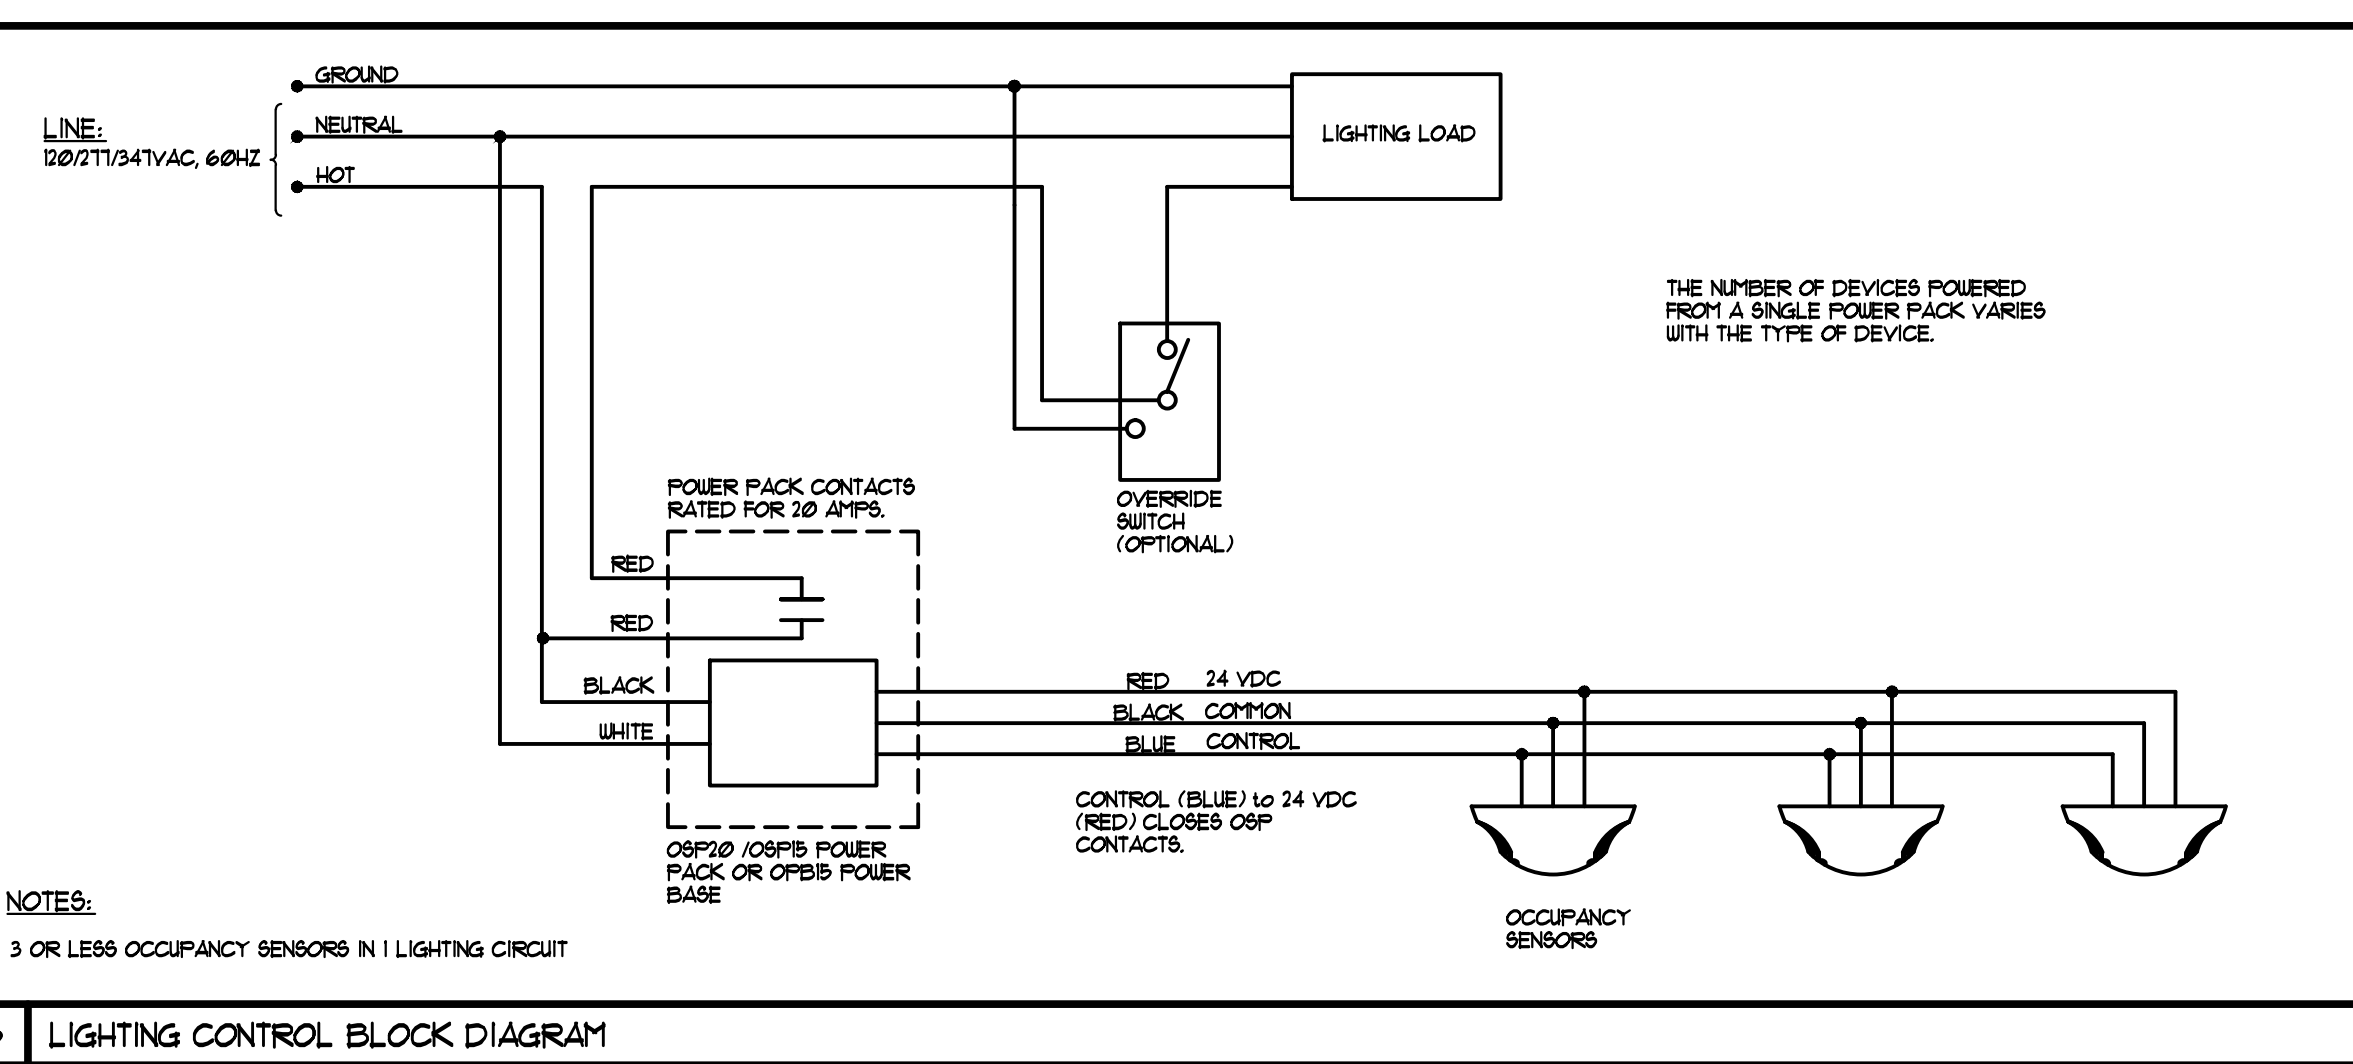 GROUND
LINE:
NEUTRAL
120/277/347VAC, 60HZ
HOT
LIGHTING LOAD
THE NUMBER OF DEVICES POWERED
FROM A SINGLE POWER PACK VARIES
WITH THE TYPE OF DEVICE.
POWER PACK CONTACTS
RATED FOR 20 AMPS.
OVERRIDE
SWITCH
(OPTIONAL)
RED
RED
BLACK
WHITE
RED 24 VDC
BLACK COMMON
BLUE CONTROL
CONTROL (BLUE) to 24 VDC
(RED) CLOSES OSP
CONTACTS.
OSP20 /OSP15 POWER
PACK OR OPB15 POWER
BASE
OCCUPANCY
SENSORS
NOTES:
3 OR LESS OCCUPANCY SENSORS IN 1 LIGHTING CIRCUIT
LIGHTING CONTROL BLOCK DIAGRAM